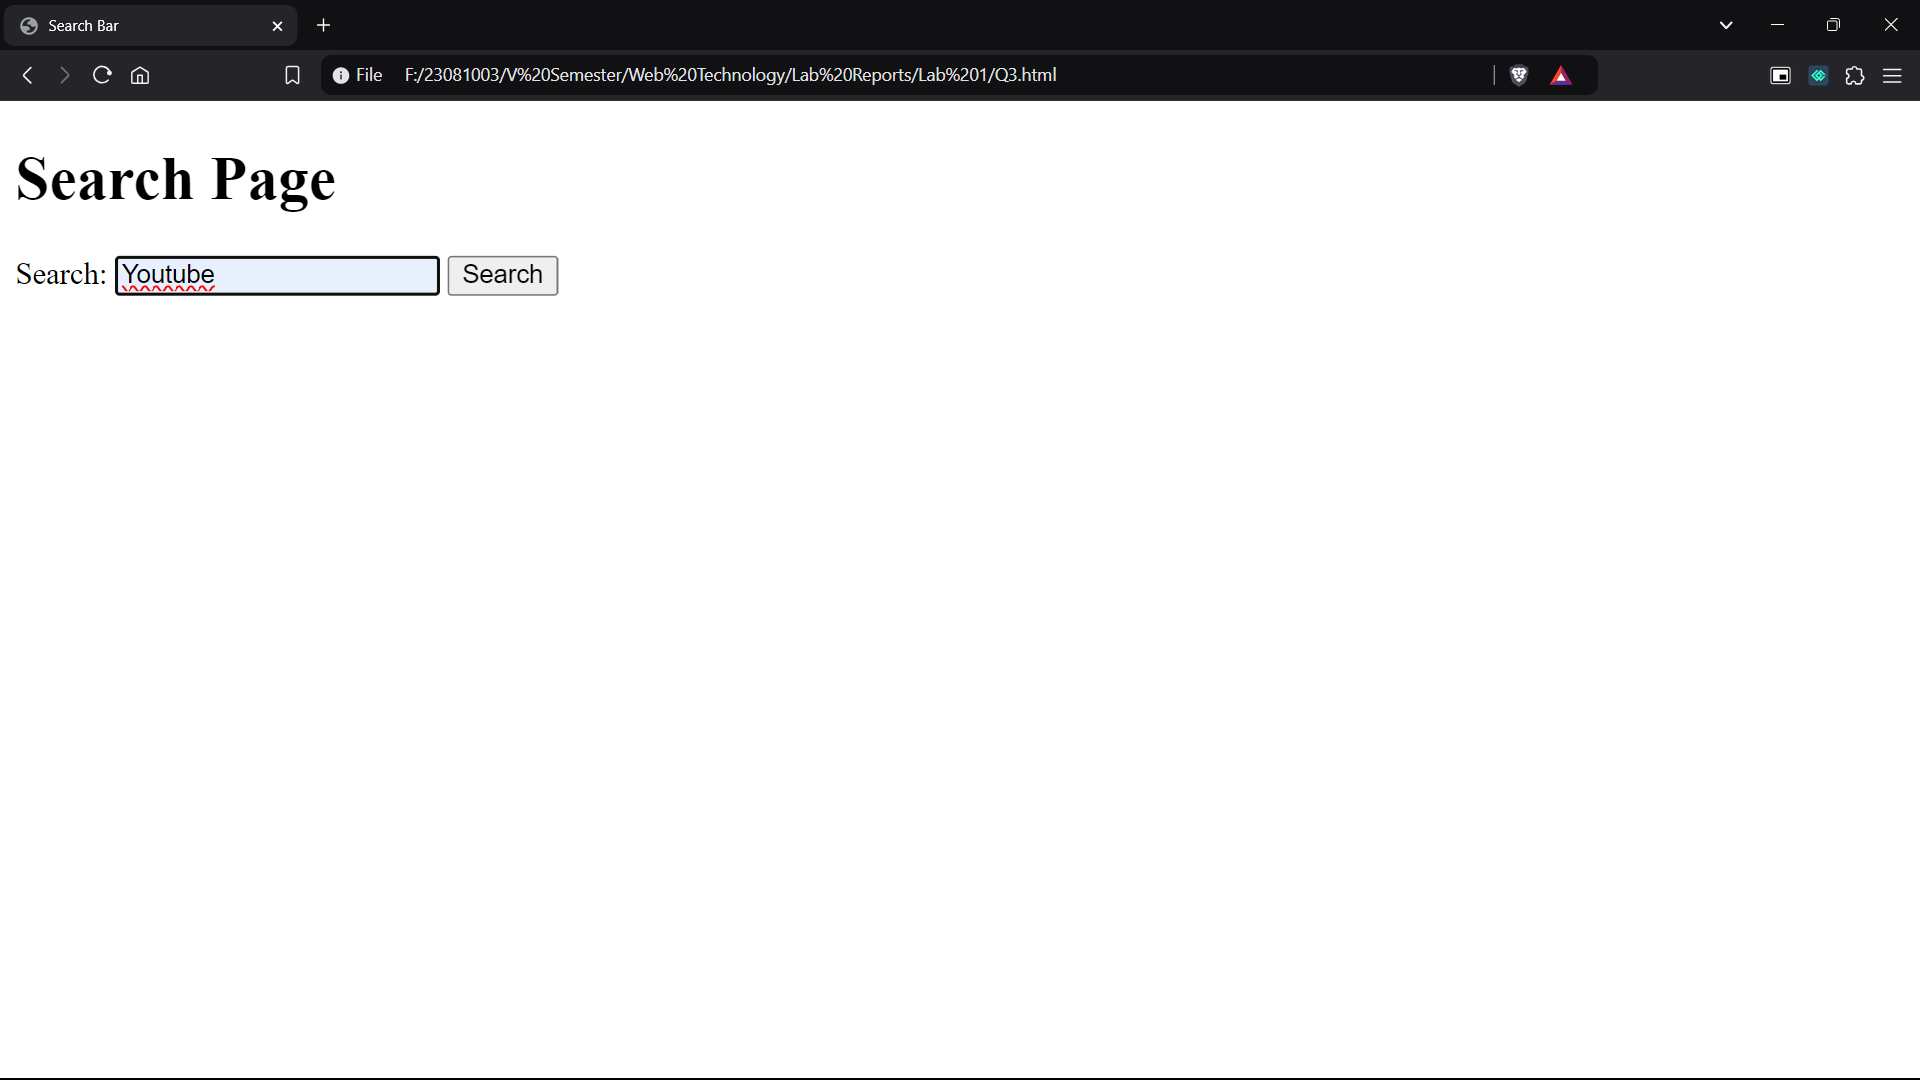 Search Bar
File F:/23081003/V%20Semester/Web%20Technology/Lab%20Reports/Lab%201/Q3.html
Search Page
Search: Youtube Search